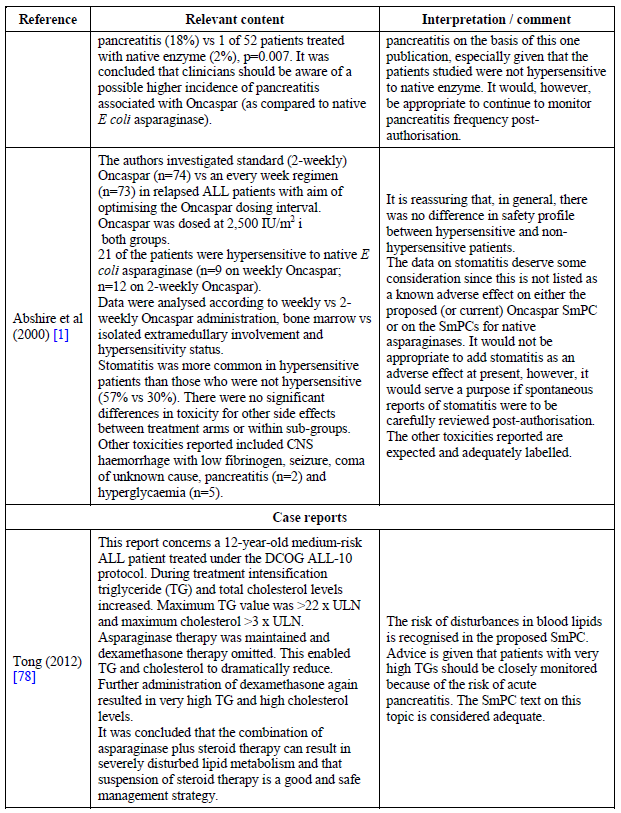 Reference
Relevant content
Interpretation / comment
pancreatitis (18%) vs 1 of 52 patients treated
with native enzyme (2%), p=0.007. It was
concluded that clinicians should be aware of a
possible higher incidence of pancreatitis
associated with Oncaspar (as compared to native
E coli asparaginase).
pancreatitis on the basis of this one
publication, especially given that the
patients studied were not hypersensitive
to native enzyme. It would, however,
be appropriate to continue to monitor
pancreatitis frequency post-
authorisation.
Abshire et al
(2000) [1]
The authors investigated standard (2-weekly)
Oncaspar (n=74) vs an every week regimen
(n=73) in relapsed ALL patients with aim of
optimising the Oncaspar dosing interval.
Oncaspar was dosed at 2,500 IU/m² i
both groups.
21 of the patients were hypersensitive to native E
coli asparaginase (n=9 on weekly Oncaspar;
n=12 on 2-weekly Oncaspar).
Data were analysed according to weekly vs 2-
weekly Oncaspar administration, bone marrow vs
isolated extramedullary involvement and
hypersensitivity status.
Stomatitis was more common in hypersensitive
patients than those who were not hypersensitive
(57% vs 30%). There were no significant
differences in toxicity for other side effects
between treatment arms or within sub-groups.
Other toxicities reported included CNS
haemorrhage with low fibrinogen, seizure, coma
of unknown cause, pancreatitis (n=2) and
hyperglycaemia (n=5).
It is reassuring that, in general, there
was no difference in safety profile
between hypersensitive and non-
hypersensitive patients.
The data on stomatitis deserve some
consideration since this is not listed as
a known adverse effect on either the
proposed (or current) Oncaspar SmPC
or on the SmPCs for native
asparaginases. It would not be
appropriate to add stomatitis as an
adverse effect at present, however, it
would serve a purpose if spontaneous
reports of stomatitis were to be
carefully reviewed post-authorisation.
The other toxicities reported are
expected and adequately labelled.
Case reports
Tong (2012)
[78]
This report concerns a 12-year-old medium-risk
ALL patient treated under the DCOG ALL-10
protocol. During treatment intensification
triglyceride (TG) and total cholesterol levels
increased. Maximum TG value was >22 x ULN
and maximum cholesterol >3 x ULN.
Asparaginase therapy was maintained and
dexamethasone therapy omitted. This enabled
TG and cholesterol to dramatically reduce.
Further administration of dexamethasone again
resulted in very high TG and high cholesterol
levels.
It was concluded that the combination of
asparaginase plus steroid therapy can result in
severely disturbed lipid metabolism and that
suspension of steroid therapy is a good and safe
management strategy.
The risk of disturbances in blood lipids
is recognised in the proposed SmPC.
Advice is given that patients with very
high TGs should be closely monitored
because of the risk of acute
pancreatitis. The SmPC text on this
topic is considered adequate.